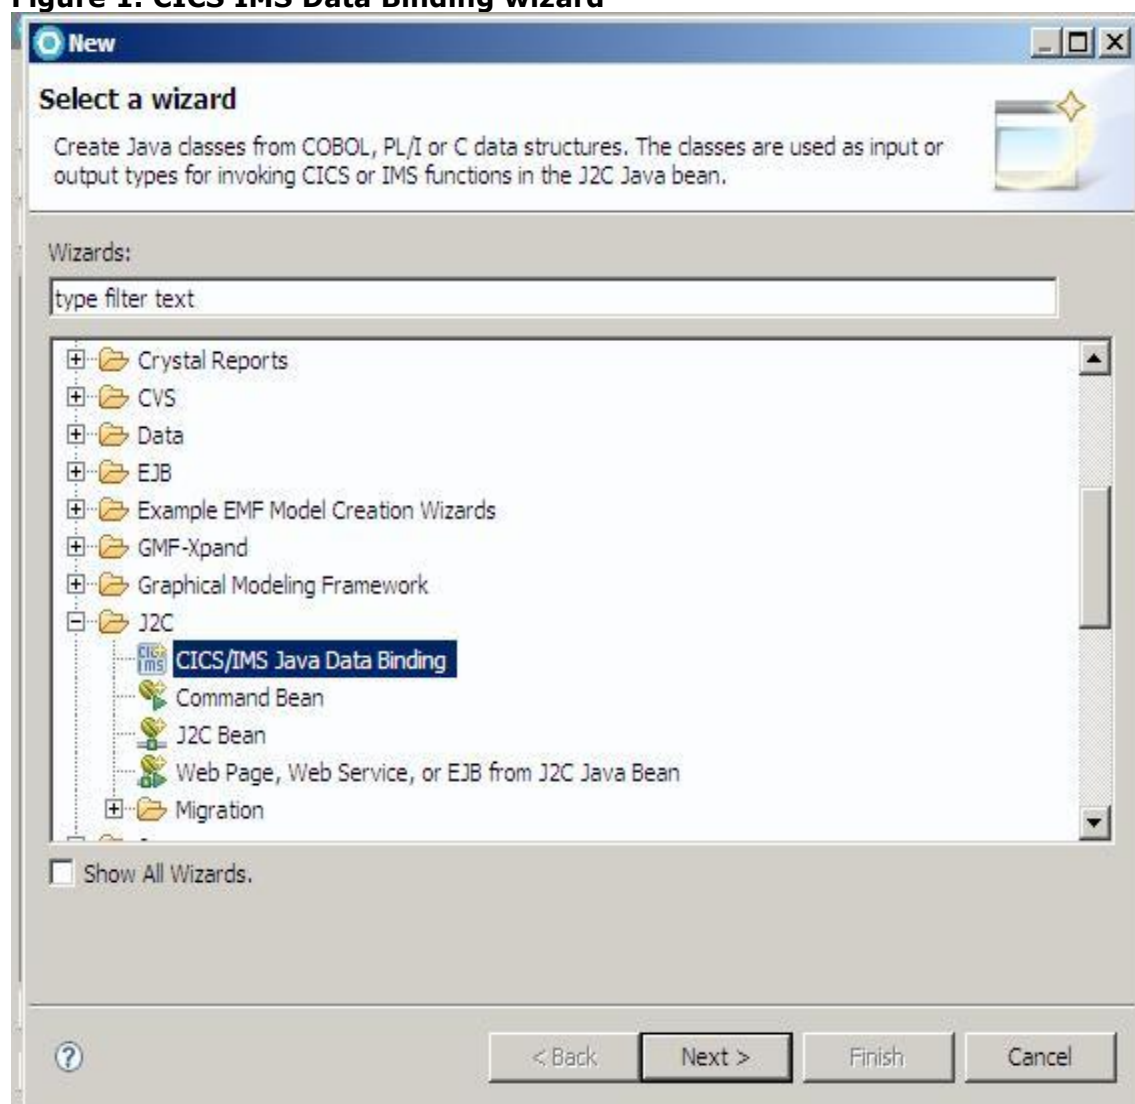 Figure 1. CICS IMS Data Binding wizard
New
Select a wizard
Create Java classes from COBOL, PL/I or C data structures. The classes are used as input or
output types for invoking CICS or IMS functions in the J2C Java bean.
Wizards:
type filter text
Crystal Reports
CVS
Data
EJB
Example EMF Model Creation Wizards
GMF-Xpand
Graphical Modeling Framework
J2C
CICS/IMS Java Data Binding
Command Bean
J2C Bean
Web Page, Web Service, or EJB from J2C Java Bean
Migration
Show All Wizards.
?
< Back
Next >
Finish
Cancel